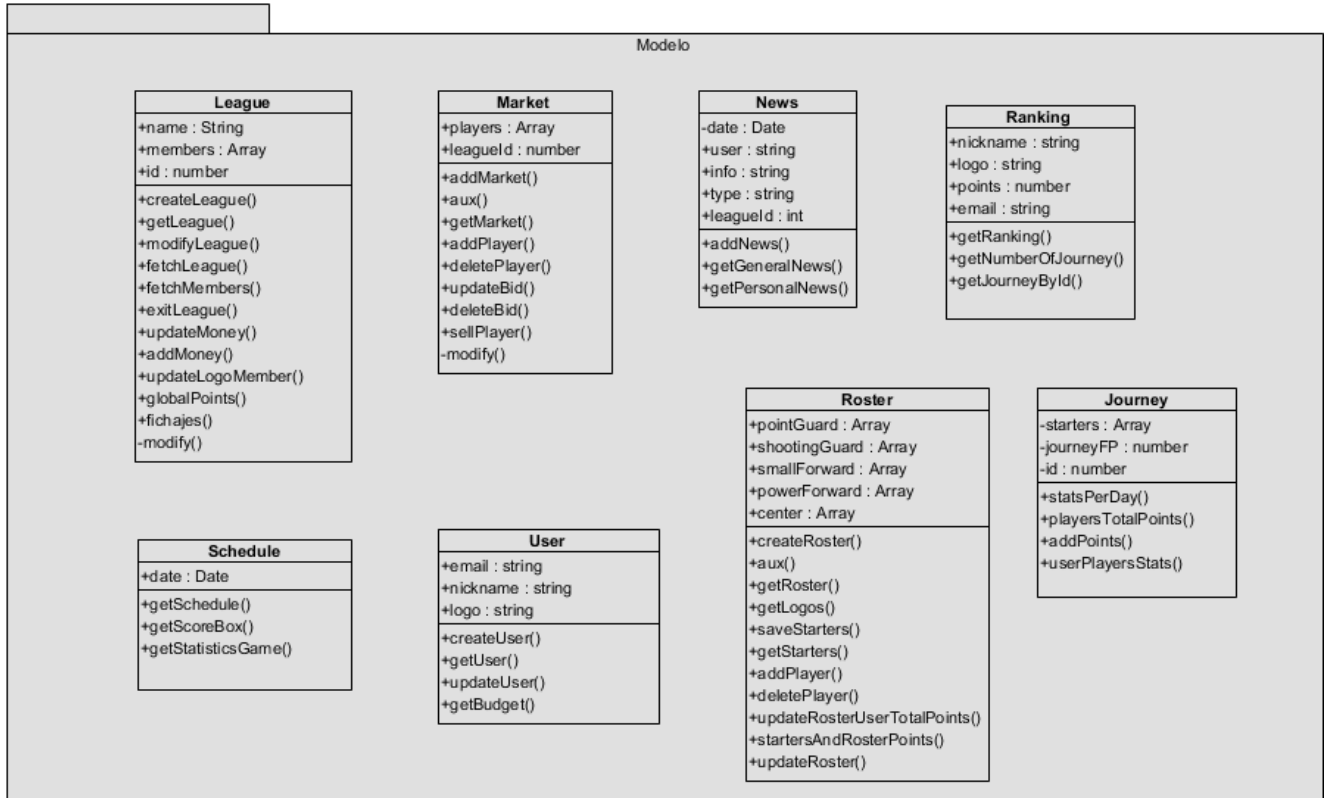 Modelo
League
+name : String
+members : Array
+id : number
+createLeague()
+getLeague()
+modifyLeague()
+fetchLeague()
+fetchMembers()
+exitLeague()
+updateMoney()
+addMoney()
+updateLogoMember()
+globalPoints()
+fichajes()
-modify()
Market
+players : Array
+leagueId : number
+addMarket()
+aux()
+getMarket()
+addPlayer()
+deletePlayer()
+updateBid()
+deleteBid()
+sellPlayer()
-modify()
News
-date : Date
+user : string
+info : string
+type : string
+leagueId : int
+addNews()
+getGeneralNews()
+getPersonalNews()
Ranking
+nickname : string
+logo : string
+points : number
+email : string
+getRanking()
+getNumberOfJourney()
+getJourneyById()
Roster
+pointGuard : Array
+shootingGuard : Array
+smallForward : Array
+powerForward : Array
+center : Array
+createRoster()
+aux()
+getRoster()
+getLogos()
+saveStarters()
+getStarters()
+addPlayer()
+deletePlayer()
+updateRosterUserTotalPoints()
+startersAndRosterPoints()
+updateRoster()
Journey
-starters : Array
-journeyFP : number
-id : number
+statsPerDay()
+playersTotalPoints()
+addPoints()
+userPlayersStats()
Schedule
+date : Date
+getSchedule()
+getScoreBox()
+getStatisticsGame()
User
+email : string
+nickname : string
+logo : string
+createUser()
+getUser()
+updateUser()
+getBudget()